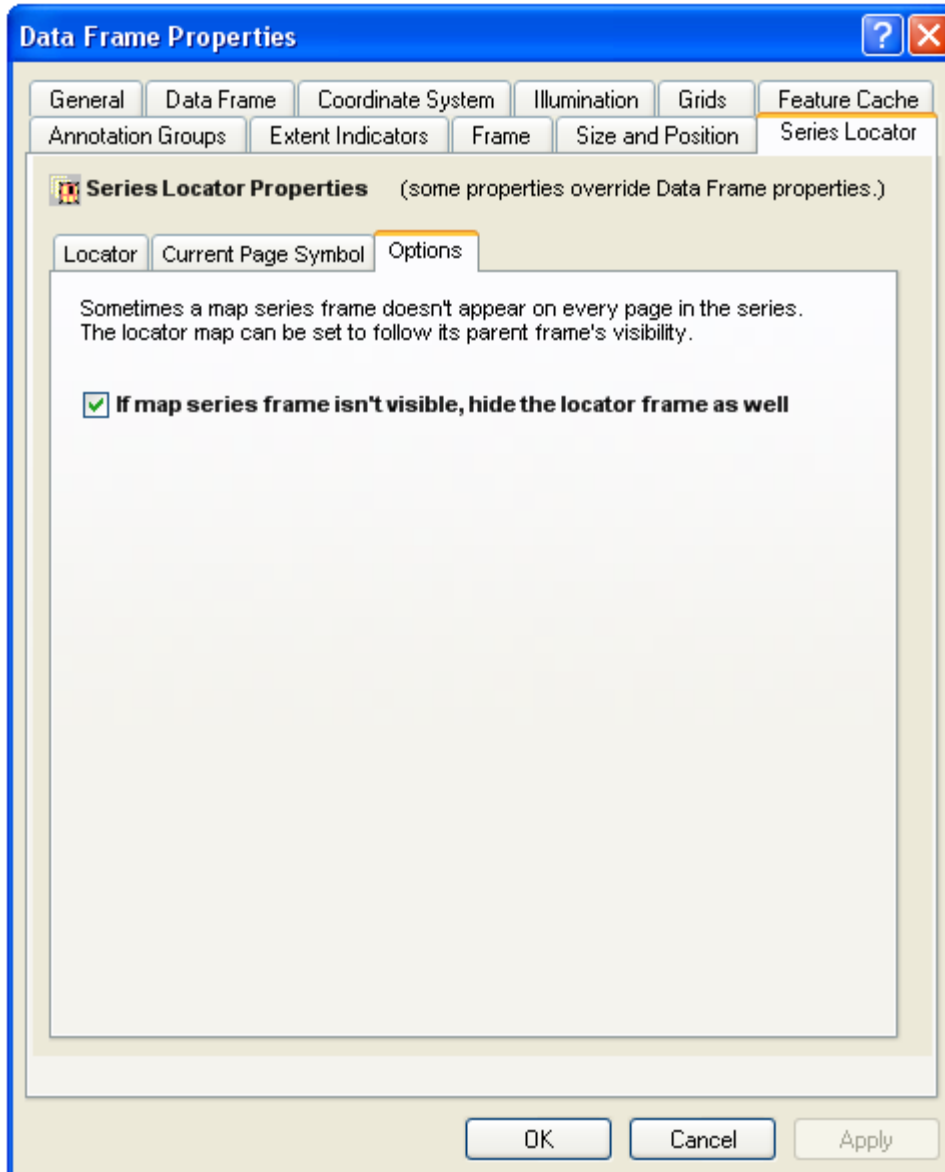 Data Frame Properties
?
General Data Frame Coordinate System Illumination Grids Feature Cache
Annotation Groups Extent Indicators Frame Size and Position Series Locator
Series Locator Properties (some properties override Data Frame properties.)
Locator Current Page Symbol Options
Sometimes a map series frame doesn't appear on every page in the series.
The locator map can be set to follow its parent frame's visibility.
If map series frame isn't visible, hide the locator frame as well
OK Cancel Apply